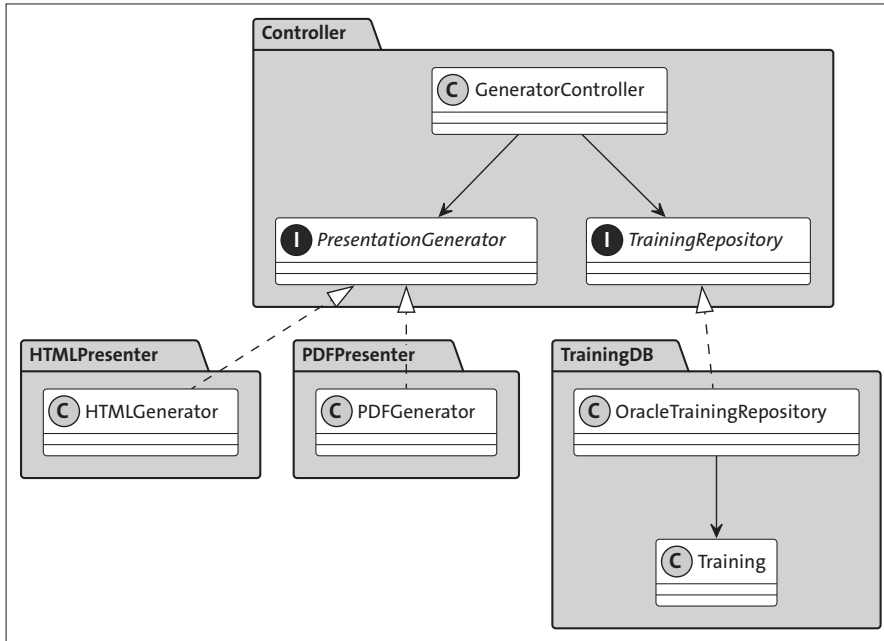 Controller
C GeneratorController
I PresentationGenerator
I TrainingRepository
HTMLPresenter
PDFPresenter
TrainingDB
C HTMLGenerator
C PDFGenerator
C OracleTrainingRepository
C Training